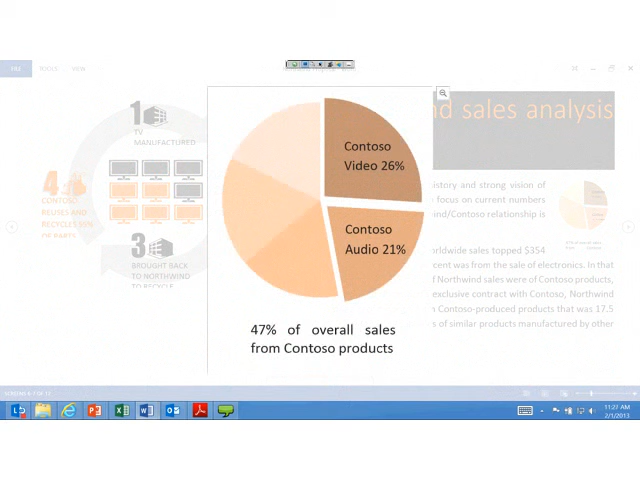 FILE TOOLS VIEW
nd sales analysis
1
TV
MANUFACTURED
4
CONTOSO
REUSES AND
RECYCLES 95%
OF PARTS
3
BROUGHT BACK
TO NORTHWIND
TO RECYCLE
Contoso
Video 26%
Contoso
Audio 21%
47% of overall sales
from Contoso products
istory and strong vision of
focus on current numbers
ind/Contoso relationship is
rldwide sales topped $354
cent was from the sale of electronics. In that
f Northwind sales were of Contoso products,
exclusive contract with Contoso, Northwind
n Contoso-produced products that was 17.5
s of similar products manufactured by other
11:27 AM
2/1/2013